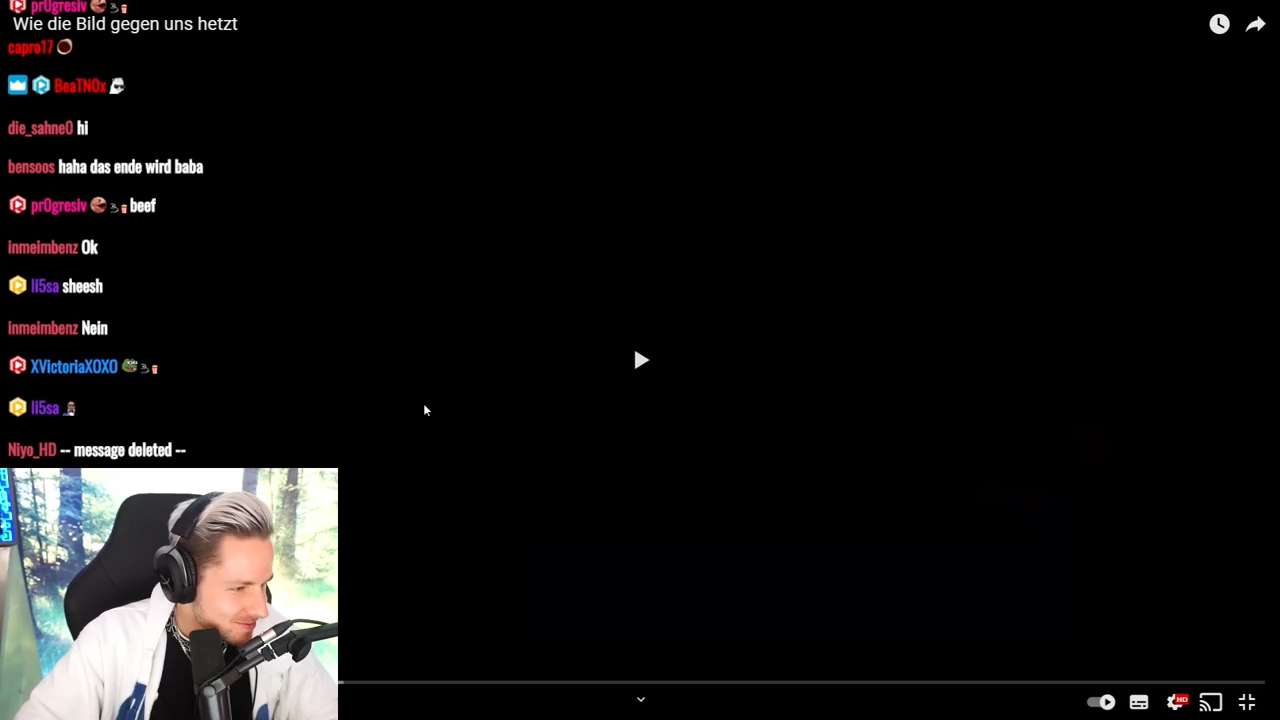 pr0gresiv
Wie die Bild gegen uns hetzt
capro17
BeaTN0x
die_sahne0 hi
bensoos haha das ende wird baba
pr0gresiv beef
inmeimbenz Ok
li5sa sheesh
inmeimbenz Nein
XVictoriaXOXO
li5sa
Niyo_HD -- message deleted --
HD